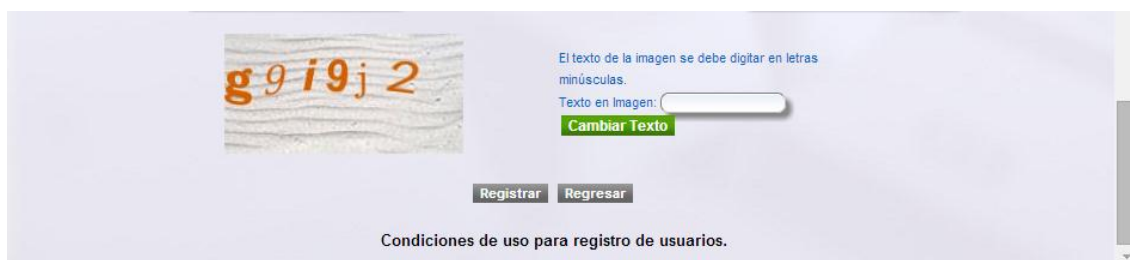 g9i9j2
El texto de la imagen se debe digitar en letras
minúsculas.
Texto en Imagen:
Cambiar Texto
Registrar Regresar
Condiciones de uso para registro de usuarios.